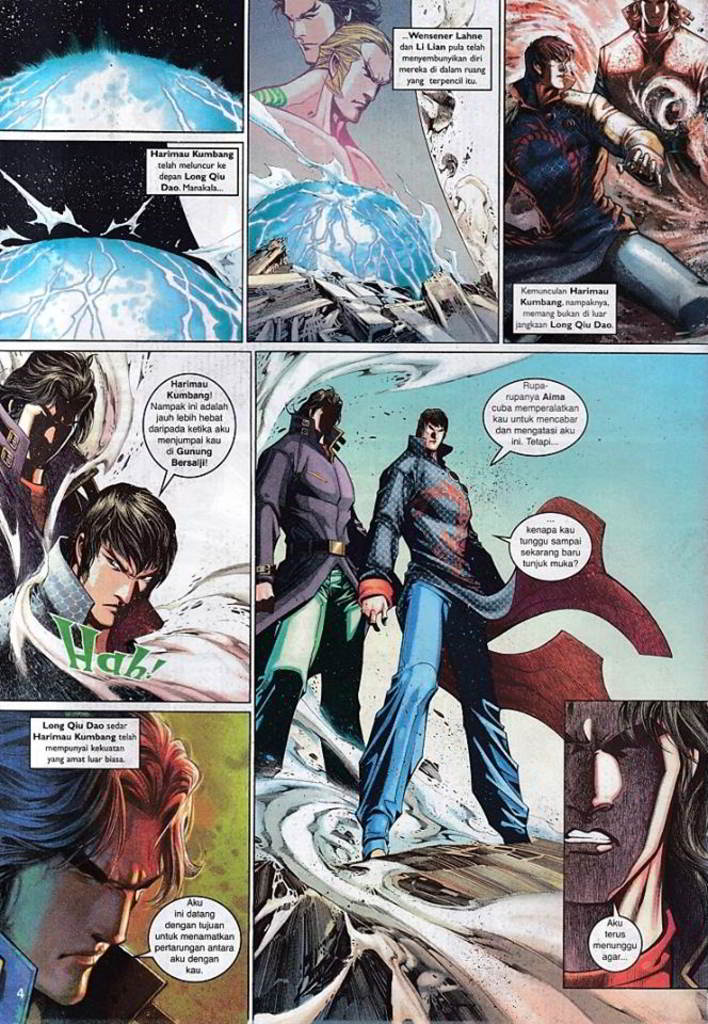 Harimau Kumbang
telah meluncur ke
depan Long Qiu
Dao. Manakala...
...Wensener Lahne
dan Li Lian pula telah
menyembunyikan diri
mereka di dalam ruang
yang terpencil itu.
Kemunculan Harimau
Kumbang, nampaknya,
memang bukan di luar
jangkaan Long Qiu Dao.
Harimau
Kumbang!
Nampak ini adalah
jauh lebih hebat
daripada ketika aku
menjumpai kau
di Gunung
Bersalji!
Hah!
Rupa-
rupanya Aima
cuba memperalatkan
kau untuk mencabar
dan mengatasi aku
ini. Tetapi...
...
kenapa kau
tunggu sampai
sekarang baru
tunjuk muka?
Long Qiu Dao sedar
Harimau Kumbang telah
mempunyai kekuatan
yang amat luar biasa.
Aku
ini datang
dengan tujuan
untuk menamatkan
pertarungan antara
aku dengan
kau.
Aku
terus
menunggu
agar...
4